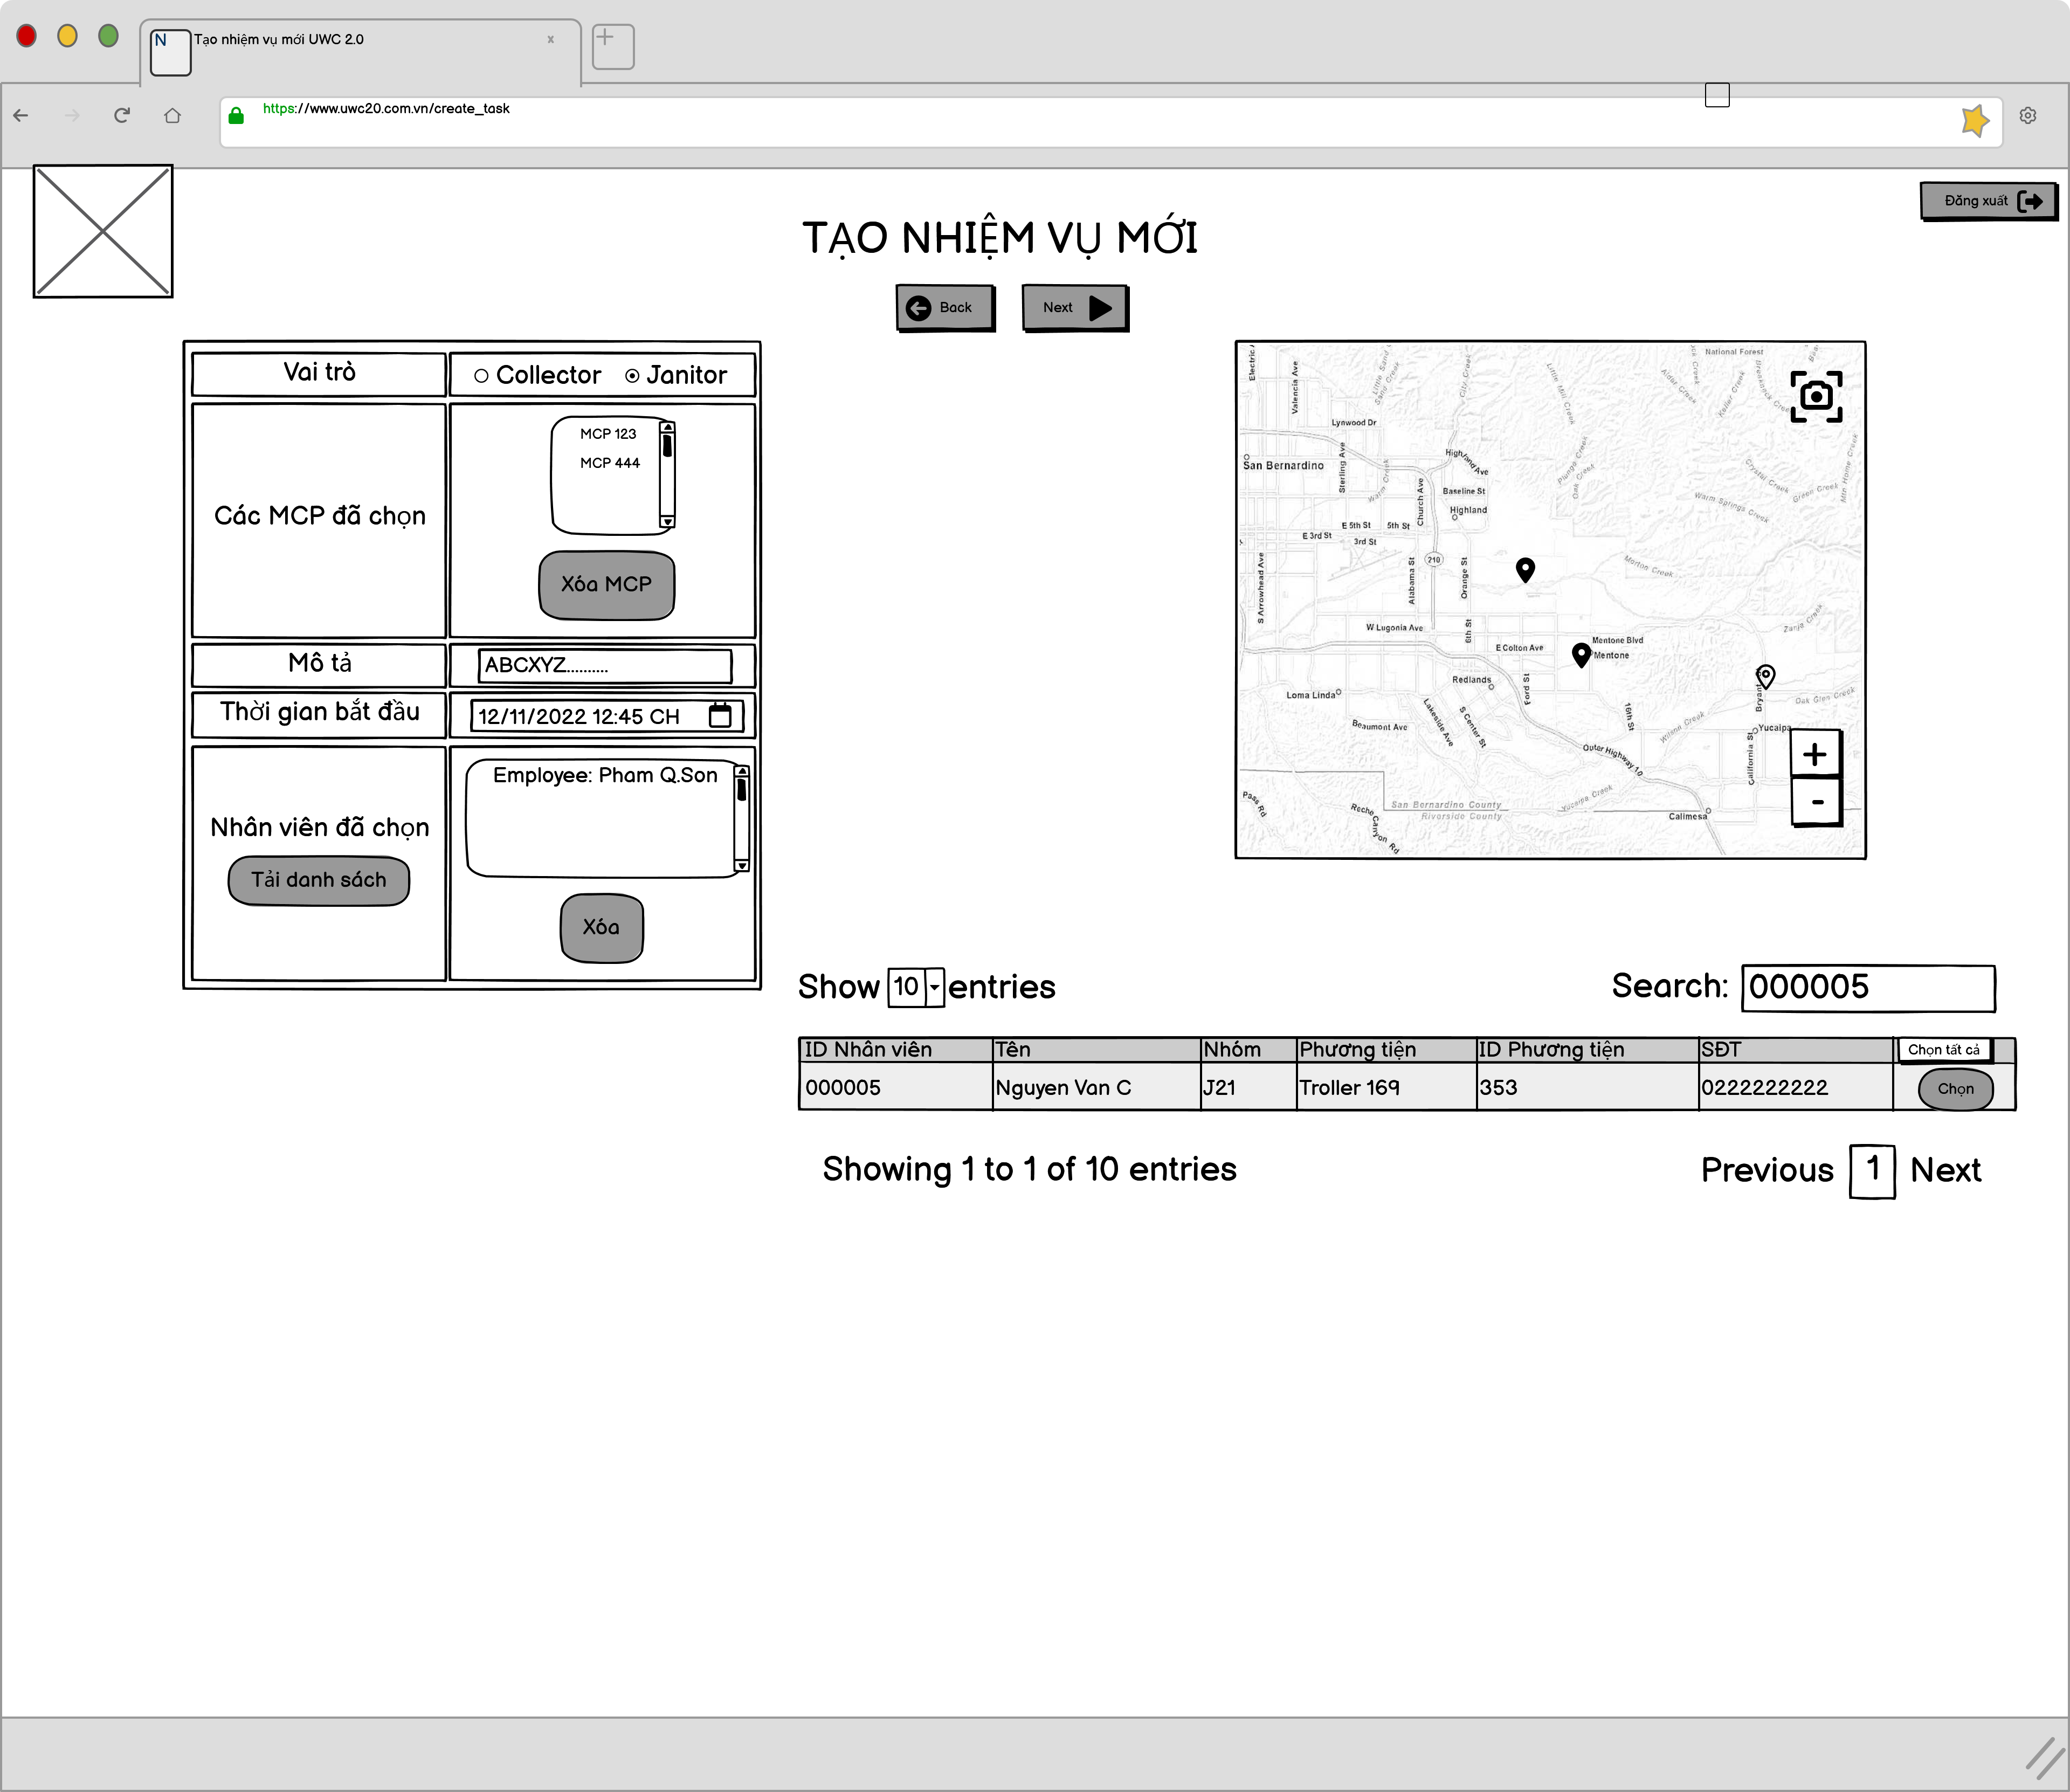 N
Tạo nhiệm vụ mới UWC 2.0
x
https://www.uwc20.com.vn/create_task
Đăng xuất
TẠO NHIỆM VỤ MỚI
Back
Next
Vai trò
Collector
Janitor
Các MCP đã chọn
MCP 123
MCP 444
Xóa MCP
Mô tả
ABCXYZ..........
Thời gian bắt đầu
12/11/2022 12:45 CH
Nhân viên đã chọn
Tải danh sách
Employee: Pham Q.Son
Xóa
National Forest
Valencia Ave
Little Sand Creek
City Creek
Little Mill Creek
Alder Creek
Keller Creek
Breakneck Creek
Lynwood Dr
Sterling Ave
Highland Ave
San Bernardino
Warm Creek
Plunge Creek
Oak Creek
Crystal Creek
Green Creek
Mtn Home Creek
Warm Springs Creek
Church Ave
Baseline St
Highland
E 5th St
5th St
E 3rd St
3rd St
210
S Arrowhead Ave
Alabama St
Orange St
Morton Creek
W Lugonia Ave
6th St
Zanja Creek
E Colton Ave
Mentone Blvd
Mentone
Loma Linda
Redlands
Ford St
Bryant
Oak Glen Creek
Beaumont Ave
Lakeside Ave
S Center St
16th St
Wilson Creek
Yucaipa
Outer Highway 10
California St
+
-
Pass Rd
Reche Canyon Rd
San Bernardino County
Riverside County
Yucaipa Creek
Calimesa
Show 10 entries
Search: 000005
ID Nhân viên Tên Nhóm Phương tiện ID Phương tiện SĐT Chọn tất cả
000005 Nguyen Van C J21 Troller 169 353 0222222222 Chọn
Showing 1 to 1 of 10 entries
Previous 1 Next